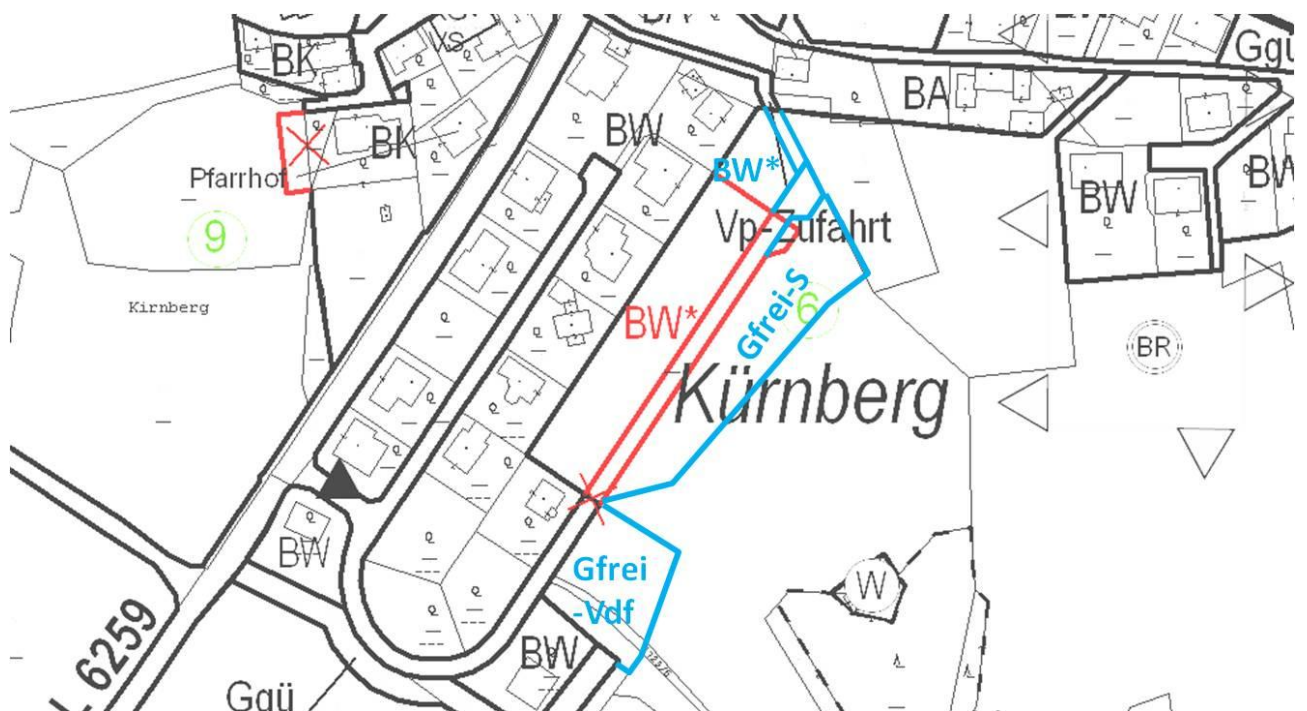 BA
BK
BK
Pfarrhof
9
Kirnberg
BW
BW*
Vp-Zufahrt
BA
Ggü
BW
BW
BW*
Gfrei-S
6
BR
Kürnberg
W
Gfrei
-Vdf
BW
BW
L 6259
Ggü